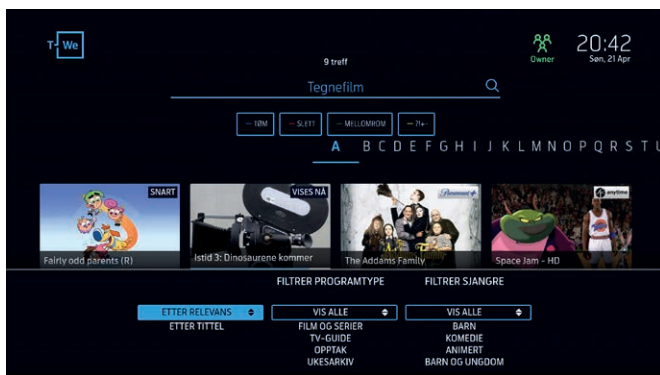 T-We
Owner
20:42
Søn, 21 Apr
9 treff
Tegnefilm
— TØM
— SLETT
— MELLOMROM
— ?!+-
A B C D E F G H I J K L M N O P Q R S T U
SNART
VISES NÅ
Paramount+
anytime
Fairly odd parents (R)
Istid 3: Dinosaurene kommer
The Addams Family
Space Jam - HD
FILTRER PROGRAMTYPE
FILTRER SJANGRE
ETTER RELEVANS
VIS ALLE
VIS ALLE
ETTER TITTEL
FILM OG SERIER
BARN
TV-GUIDE
KOMEDIE
OPPTAK
ANIMERT
UKESARKIV
BARN OG UNGDOM